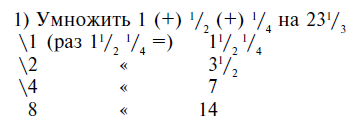 1) Умножить 1 (+) ¹/₂ (+) ¹/₄ на 23¹/₃
\1 (раз 1¹/₂ ¹/₄ =) 1¹/₂ ¹/₄
\2 « 3¹/₂
\4 « 7
8 « 14